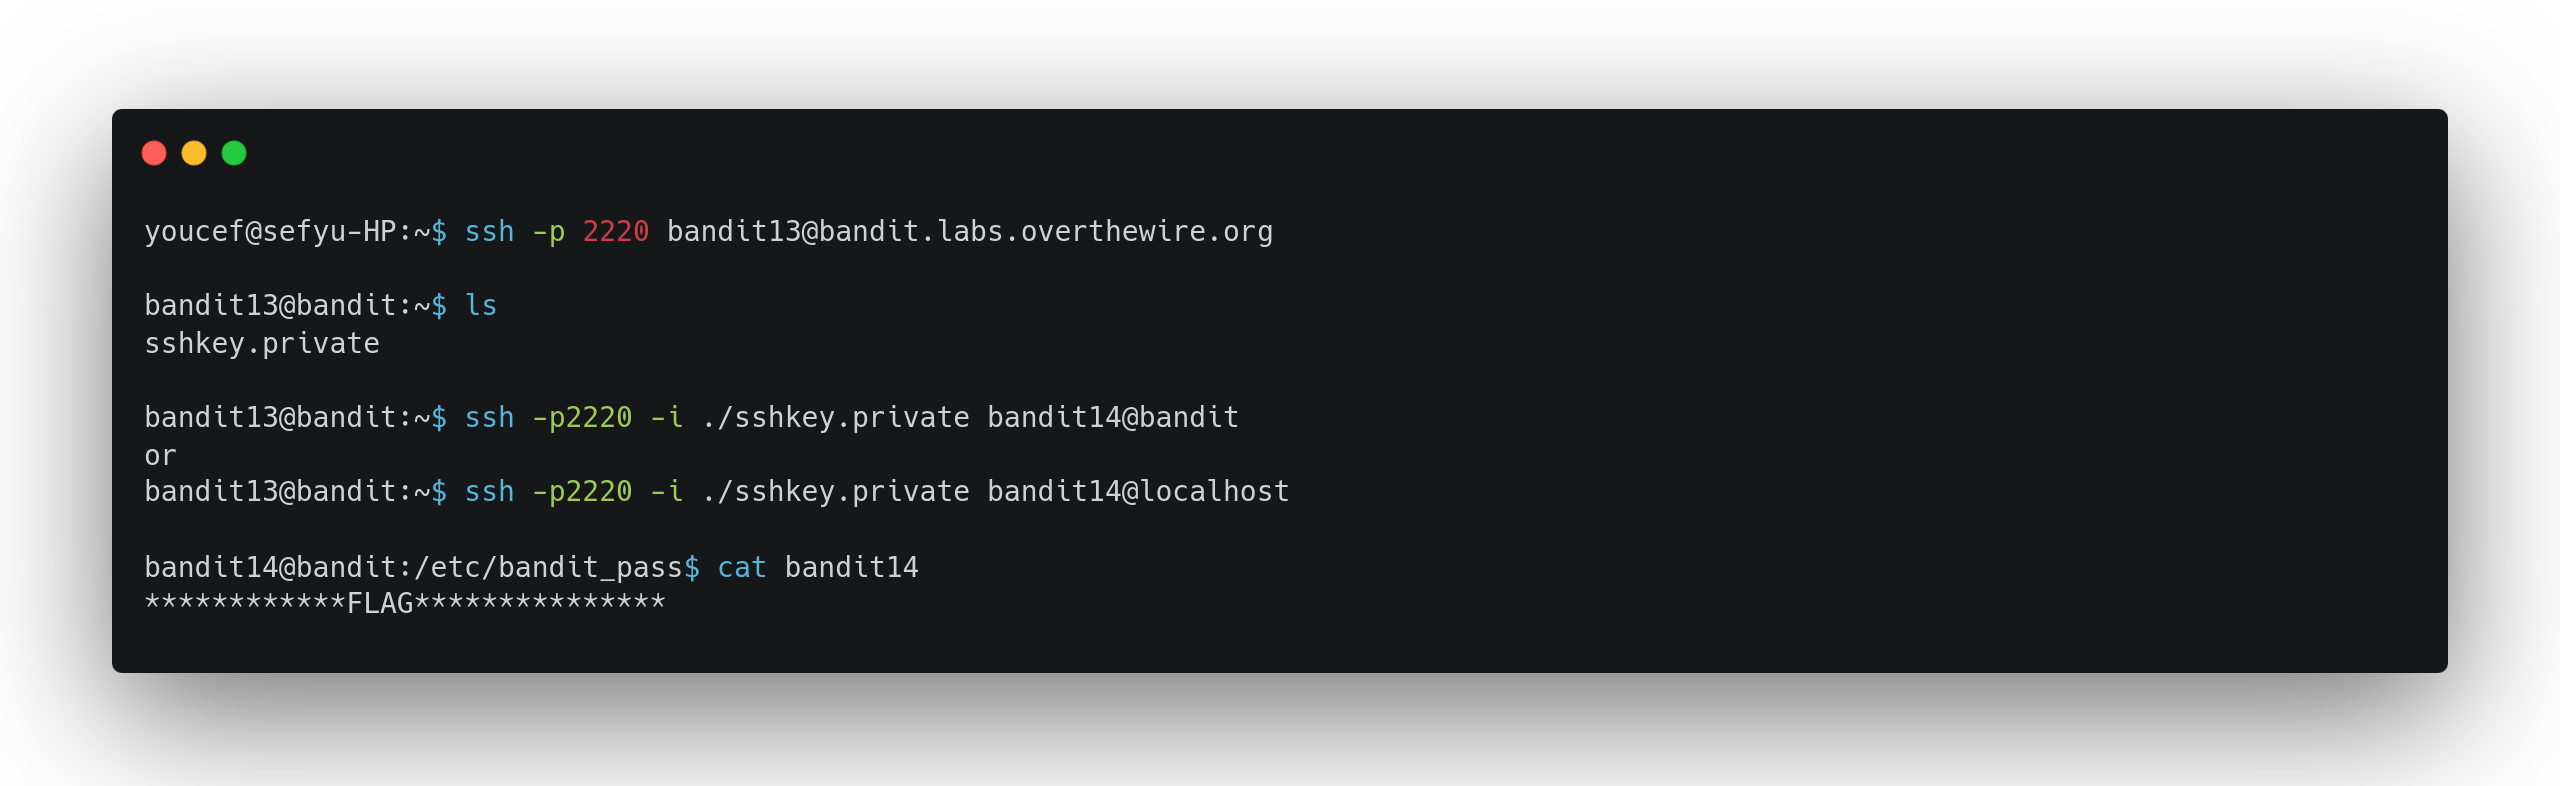 youcef@sefyu-HP:~$ ssh -p 2220 bandit13@bandit.labs.overthewire.org
bandit13@bandit:~$ ls
sshkey.private
bandit13@bandit:~$ ssh -p2220 -i ./sshkey.private bandit14@bandit
or
bandit13@bandit:~$ ssh -p2220 -i ./sshkey.private bandit14@localhost
bandit14@bandit:/etc/bandit_pass$ cat bandit14
************FLAG***************